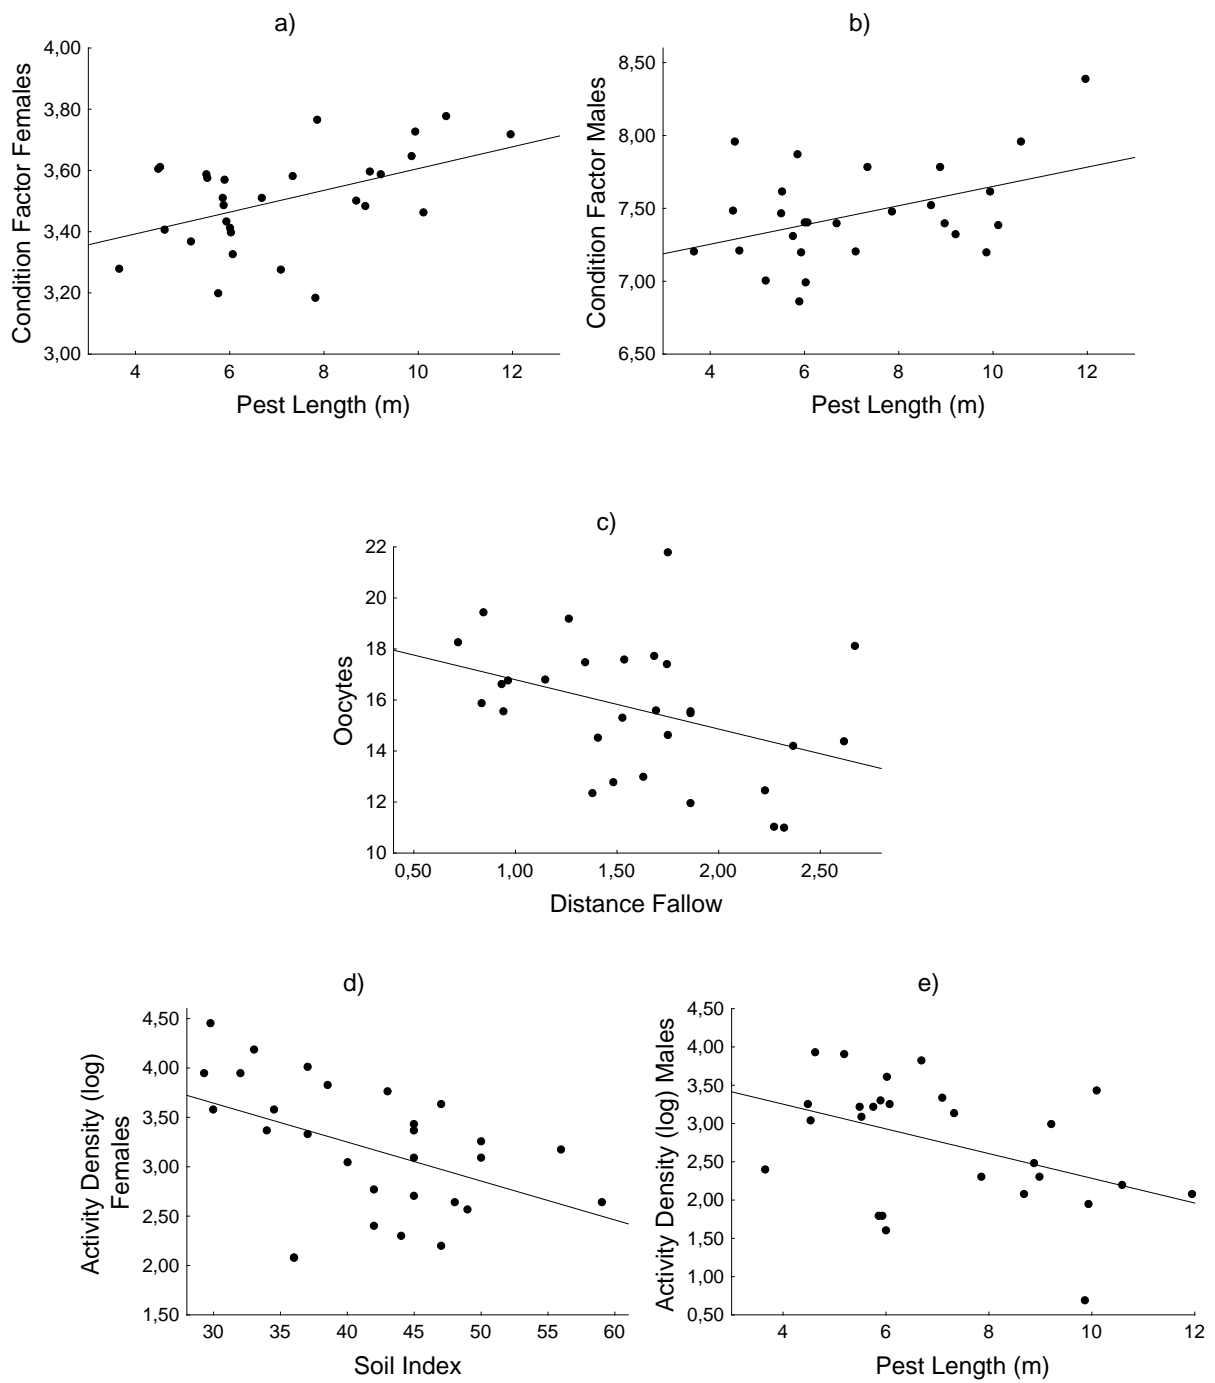 a)
4,00
3,80
3,60
3,40
3,20
3,00
Condition Factor Females
4 6 8 10 12
Pest Length (m)
b)
8,50
8,00
7,50
7,00
6,50
Condition Factor Males
4 6 8 10 12
Pest Length (m)
c)
22
20
18
16
14
12
10
Oocytes
0,50 1,00 1,50 2,00 2,50
Distance Fallow
d)
4,50
4,00
3,50
3,00
2,50
2,00
1,50
Activity Density (log)
Females
30 35 40 45 50 55 60
Soil Index
e)
4,50
4,00
3,50
3,00
2,50
2,00
1,50
1,00
0,50
Activity Density (log) Males
4 6 8 10 12
Pest Length (m)